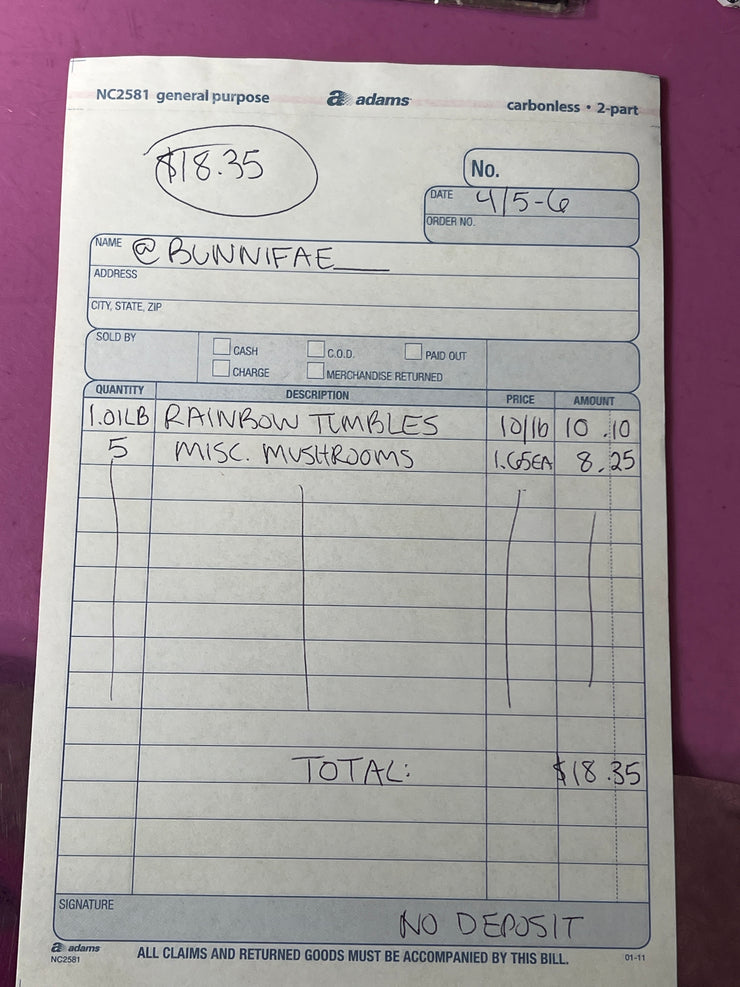 NC2581 general purpose
a adams
carbonless • 2-part
$18.35
No.
DATE 4/5-6
ORDER NO.
NAME @BUNNIFAE___
ADDRESS
CITY, STATE, ZIP
SOLD BY
CASH C.O.D. PAID OUT
CHARGE MERCHANDISE RETURNED
QUANTITY DESCRIPTION PRICE AMOUNT
1.01LB RAINBOW TUMBLES 10/lb 10.10
5 MISC. MUSHROOMS 1.65EA 8.25
TOTAL: $18.35
SIGNATURE
NO DEPOSIT
a adams
NC2581
ALL CLAIMS AND RETURNED GOODS MUST BE ACCOMPANIED BY THIS BILL.
01-11